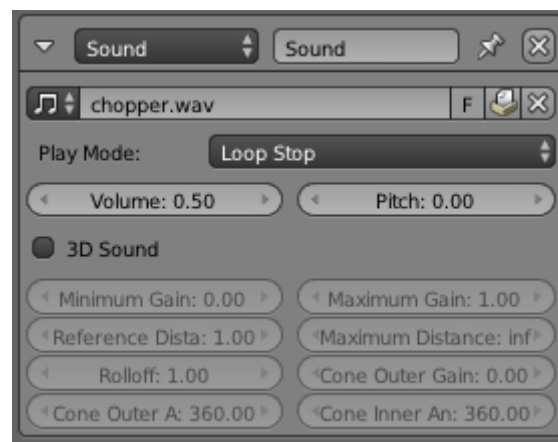 Sound Sound
chopper.wav F
Play Mode: Loop Stop
Volume: 0.50 Pitch: 0.00
3D Sound
Minimum Gain: 0.00 Maximum Gain: 1.00
Reference Dista: 1.00 Maximum Distance: inf
Rolloff: 1.00 Cone Outer Gain: 0.00
Cone Outer A: 360.00 Cone Inner An: 360.00